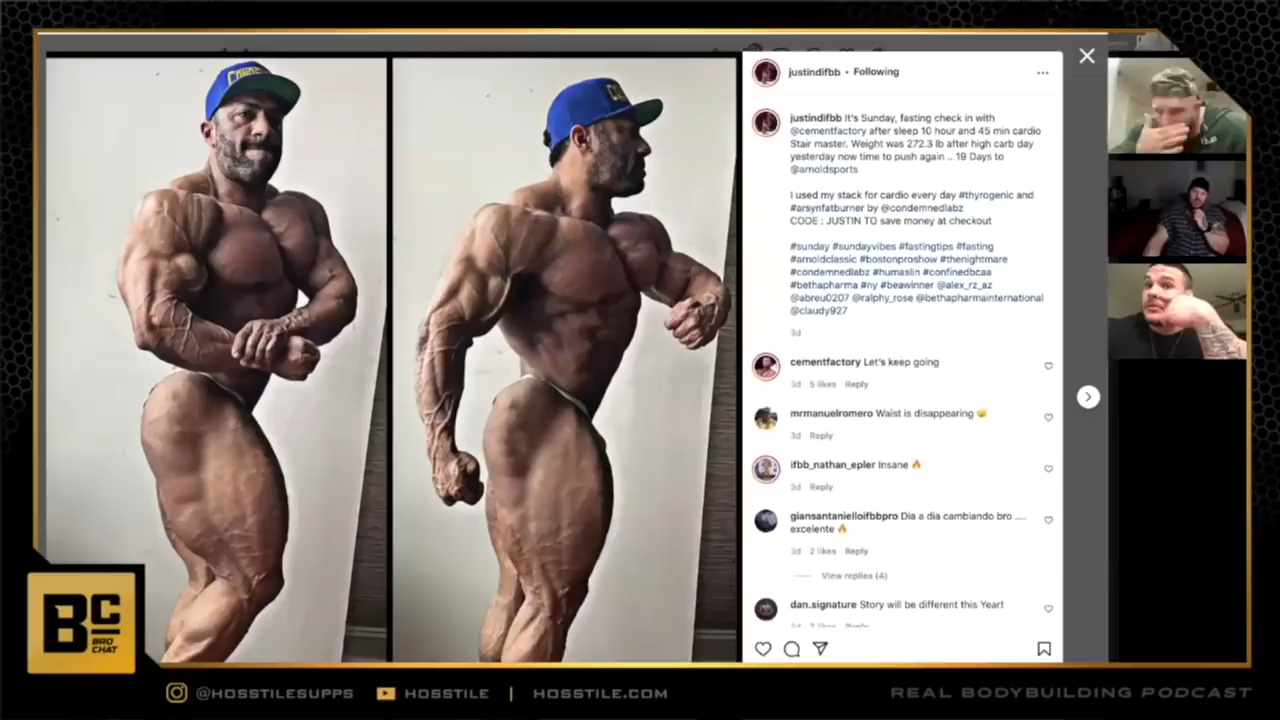 justindifbb • Following
justindifbb It's Sunday, fasting check in with
@cementfactory after sleep 10 hour and 45 min cardio
Stair master. Weight was 272.3 lb after high carb day
yesterday now time to push again .. 19 Days to
@arnoldsports
I used my stack for cardio every day #thyrogenic and
#arsynfatburner by @condemnedlabz
CODE : JUSTIN TO save money at checkout
#sunday #sundayvibes #fastingtips #fasting
#arnoldclassic #bostonproshow #thenightmare
#condemnedlabz #humaslin #confinedbcaa
#bethapharma #ny #beawinner @alex_rz_az
@abreu0207 @ralphy_rose @bethapharmainternational
@claudy927
3d
cementfactory Let's keep going
3d 5 likes Reply
mrmanuelromero Waist is disappearing 😸
3d Reply
ifbb_nathan_epler Insane 🔥
3d Reply
giansantanielloifbbpro Dia a dia cambiando bro ....
excelente 🔥
3d 2 likes Reply
View replies (4)
dan.signature Story will be different this Year!
BC
BRO
CHAT
@HOSSTILESUPPS HOSSTILE | HOSSTILE.COM
REAL BODYBUILDING PODCAST